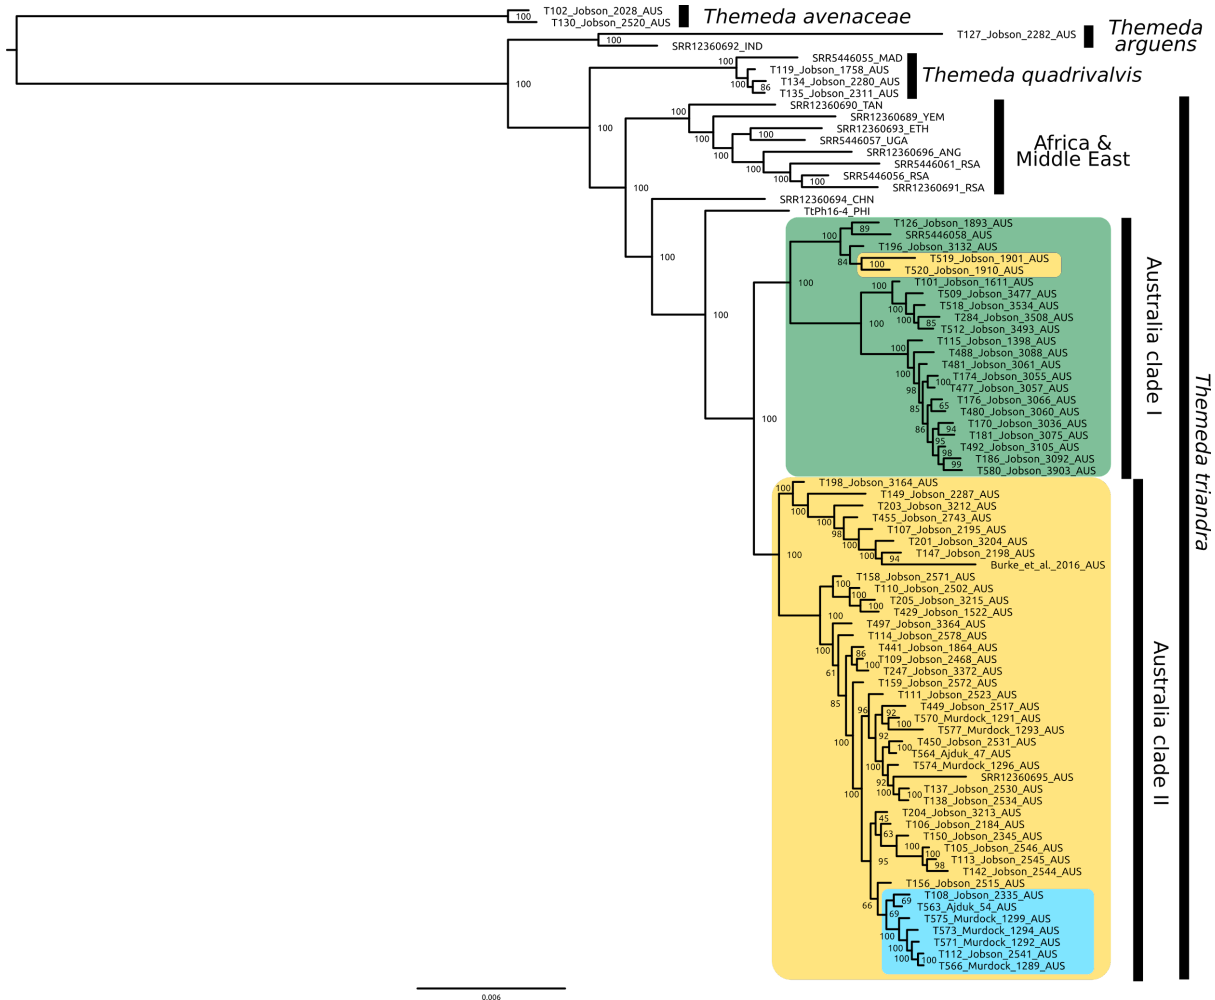 T102_Jobson_2028_AUS
100
T130_Jobson_2520_AUS
Themeda avenaceae
T127_Jobson_2282_AUS
100
SRR12360692_IND
Themeda
arguens
100
SRR5446055_MAD
100
T119_Jobson_1758_AUS
T134_Jobson_2280_AUS
100
86
T135_Jobson_2311_AUS
Themeda quadrivalvis
100
SRR12360690_TAN
100
SRR12360689_YEM
100
SRR12360693_ETH
100
SRR5446057_UGA
100
SRR12360696_ANG
100
SRR5446061_RSA
100
SRR5446056_RSA
100
100
SRR12360691_RSA
Africa &
Middle East
100
SRR12360694_CHN
TtPh16-4_PHI
100
T126_Jobson_1893_AUS
89
SRR5446058_AUS
100
T196_Jobson_3132_AUS
84
T519_Jobson_1901_AUS
100
T520_Jobson_1910_AUS
100
T101_Jobson_1611_AUS
100
T509_Jobson_3477_AUS
100
T518_Jobson_3534_AUS
100
T284_Jobson_3508_AUS
85
T512_Jobson_3493_AUS
100
T115_Jobson_1398_AUS
100
T488_Jobson_3088_AUS
100
T481_Jobson_3061_AUS
98
T174_Jobson_3055_AUS
100
T477_Jobson_3057_AUS
85
T176_Jobson_3066_AUS
65
T480_Jobson_3060_AUS
86
T170_Jobson_3036_AUS
94
T181_Jobson_3075_AUS
95
T492_Jobson_3105_AUS
98
T186_Jobson_3092_AUS
99
T580_Jobson_3903_AUS
Australia clade I
100
100
T198_Jobson_3164_AUS
100
T149_Jobson_2287_AUS
100
T203_Jobson_3212_AUS
98
T455_Jobson_2743_AUS
100
T107_Jobson_2195_AUS
100
T201_Jobson_3204_AUS
T147_Jobson_2198_AUS
94
Burke_et_al._2016_AUS
100
T158_Jobson_2571_AUS
100
T110_Jobson_2502_AUS
100
T205_Jobson_3215_AUS
100
T429_Jobson_1522_AUS
100
T497_Jobson_3364_AUS
100
T114_Jobson_2578_AUS
61
T441_Jobson_1864_AUS
86
T109_Jobson_2468_AUS
100
T247_Jobson_3372_AUS
85
T159_Jobson_2572_AUS
100
T111_Jobson_2523_AUS
96
T449_Jobson_2517_AUS
92
T570_Murdock_1291_AUS
100
T577_Murdock_1293_AUS
92
T450_Jobson_2531_AUS
100
T564_Ajduk_47_AUS
100
T574_Murdock_1296_AUS
92
SRR12360695_AUS
100
T137_Jobson_2530_AUS
100
T138_Jobson_2534_AUS
100
T204_Jobson_3213_AUS
45
T106_Jobson_2184_AUS
63
T150_Jobson_2345_AUS
100
T105_Jobson_2546_AUS
100
T113_Jobson_2545_AUS
98
T142_Jobson_2544_AUS
95
T156_Jobson_2515_AUS
66
T108_Jobson_2335_AUS
69
T563_Ajduk_54_AUS
69
T575_Murdock_1299_AUS
100
T573_Murdock_1294_AUS
100
T571_Murdock_1292_AUS
100
T112_Jobson_2541_AUS
100
T566_Murdock_1289_AUS
Australia clade II
Themeda triandra
0.006